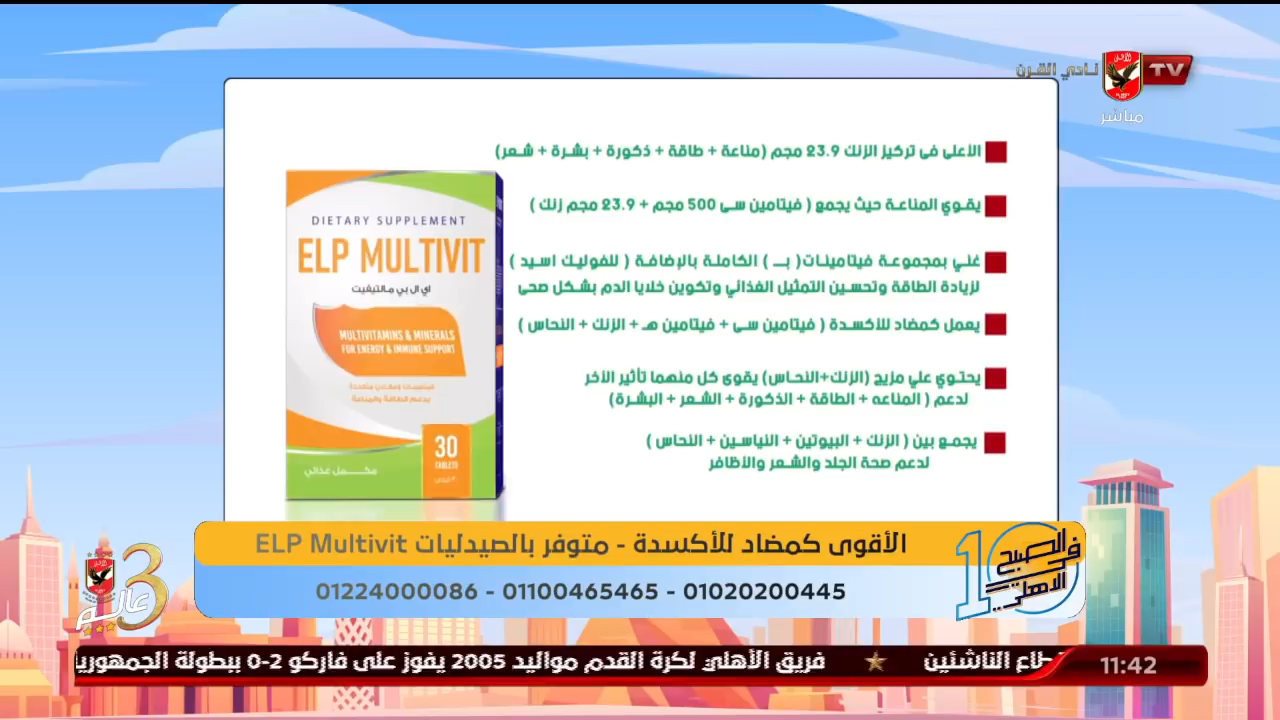 نادي القرن
TV
مباشر
الأعلى فى تركيز الزنك 23.9 مجم (مناعة + طاقة + ذكورة + بشرة + شعر)
يقوي المناعة حيث يجمع ( فيتامين سى 500 مجم + 23.9 مجم زنك )
غني بمجموعة فيتامينات( بـ ) الكاملة بالإضافة ( للفوليك اسيد )
لزيادة الطاقة وتحسين التمثيل الغذائي وتكوين خلايا الدم بشكل صحى
يعمل كمضاد للأكسدة ( فيتامين سى + فيتامين هـ + الزنك + النحاس )
يحتوي علي مزيج (الزنك+النحاس) يقوى كل منهما تأثير الآخر
لدعم ( المناعه + الطاقة + الذكورة + الشعر + البشرة)
يجمع بين ( الزنك + البيوتين + النياسين + النحاس )
لدعم صحة الجلد والشعر والأظافر
DIETARY SUPPLEMENT
ELP MULTIVIT
اي ال بي مالتيفيت
MULTIVITAMINS & MINERALS
FOR ENERGY & IMMUNE SUPPORT
يدعم الطاقة والمناعة
30
TABLETS
مكمل غذائي
الأقوى كمضاد للأكسدة - متوفر بالصيدليات ELP Multivit
01224000086 - 01100465465 - 01020200445
10 الصبح
في
الأهلي..
3
عالم
طاع الناشئين ★ فريق الأهلي لكرة القدم مواليد 2005 يفوز على فاركو 2-0 ببطولة الجمهوري
11:42